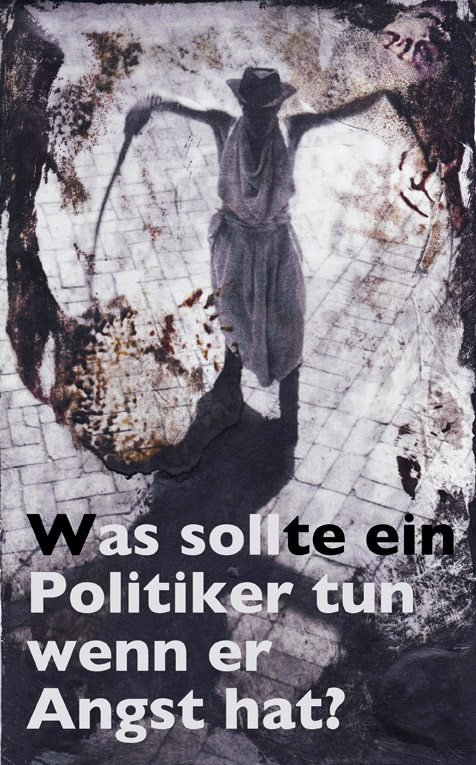 Was sollte ein
Politiker tun
wenn er
Angst hat?